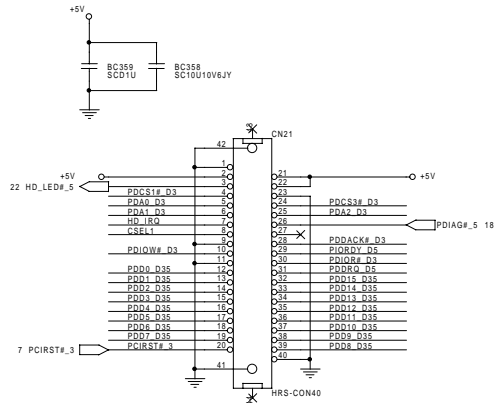 +5V
BC359
SCD1U
BC358
SC10U10V6JY
CN21
42
+5V
22 HD_LED#_5
PDCS1#_D3
PDA0_D3
PDA1_D3
HD_IRQ
CSEL1
PDIOW#_D3
PDD0_D35
PDD1_D35
PDD2_D35
PDD3_D35
PDD4_D35
PDD5_D35
PDD6_D35
PDD7_D35
7 PCIRST#_3
PCIRST#_3
1
2
3
4
5
6
7
8
9
10
11
12
13
14
15
16
17
18
19
20
41
21
22
23
24
25
26
27
28
29
30
31
32
33
34
35
36
37
38
39
40
+5V
PDCS3#_D3
PDA2_D3
PDIAG#_5 18
PDDACK#_D3
PIORDY_D5
PDIOR#_D3
PDDRQ_D5
PDD15_D35
PDD14_D35
PDD13_D35
PDD12_D35
PDD11_D35
PDD10_D35
PDD9_D35
PDD8_D35
HRS-CON40